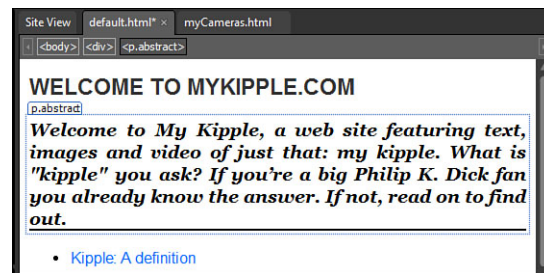 Site View default.html* × myCameras.html
<body> <div> <p.abstract>
WELCOME TO MYKIPPLE.COM
p.abstract
Welcome to My Kipple, a web site featuring text,
images and video of just that: my kipple. What is
"kipple" you ask? If you're a big Philip K. Dick fan
you already know the answer. If not, read on to find
out.
• Kipple: A definition